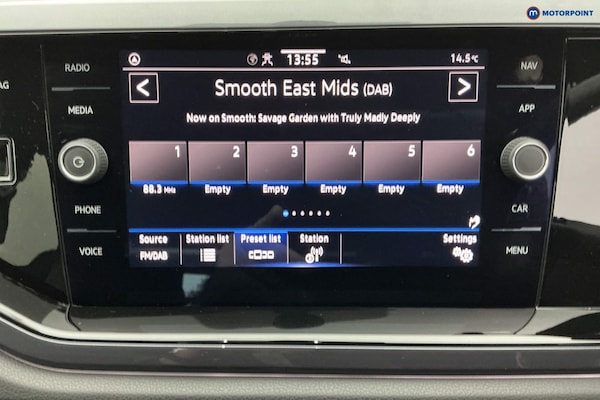 MOTORPOINT
RADIO
MEDIA
PHONE
VOICE
13:55
14.5°C
Smooth East Mids (DAB)
Now on Smooth: Savage Garden with Truly Madly Deeply
1 2 3 4 5 6
88.3 MHz Empty Empty Empty Empty Empty
Source Station list Preset list Station Settings
FM/DAB
NAV
APP
CAR
MENU